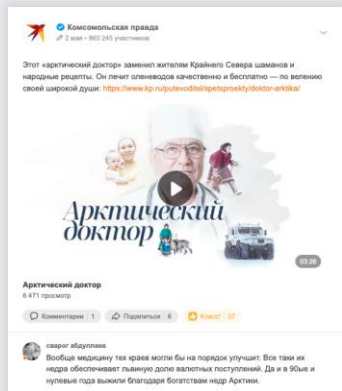 Комсомольская правда
2 мая • 860 245 участников
Этот «арктический доктор» заменил жителям Крайнего Севера шаманов и
народные рецепты. Он лечит оленеводов качественно и бесплатно — по велению
своей широкой души: https://www.kp.ru/putevoditel/spetsproekty/doktor-arktika/
Арктический
доктор
03:26
Арктический доктор
6 471 просмотр
Комментарии 1 Поделиться 6 Класс! 37
сварог абдуллаев
Вообще медицину тех краев могли бы на порядок улучшит. Все таки их
недра обеспечивает львиную долю валютных поступлений. Да и в 90ые и
нулевые года выжили благодаря богатствам недр Арктики.